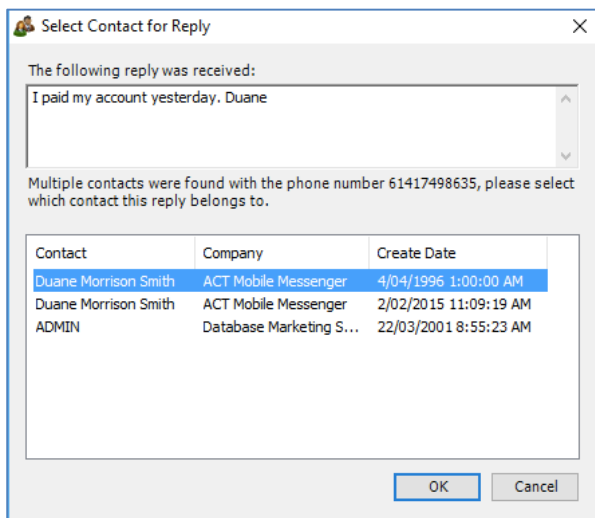 Select Contact for Reply
The following reply was received:
I paid my account yesterday. Duane
Multiple contacts were found with the phone number 61417498635, please select
which contact this reply belongs to.
Contact Company Create Date
Duane Morrison Smith ACT Mobile Messenger 4/04/1996 1:00:00 AM
Duane Morrison Smith ACT Mobile Messenger 2/02/2015 11:09:19 AM
ADMIN Database Marketing S... 22/03/2001 8:55:23 AM
OK Cancel